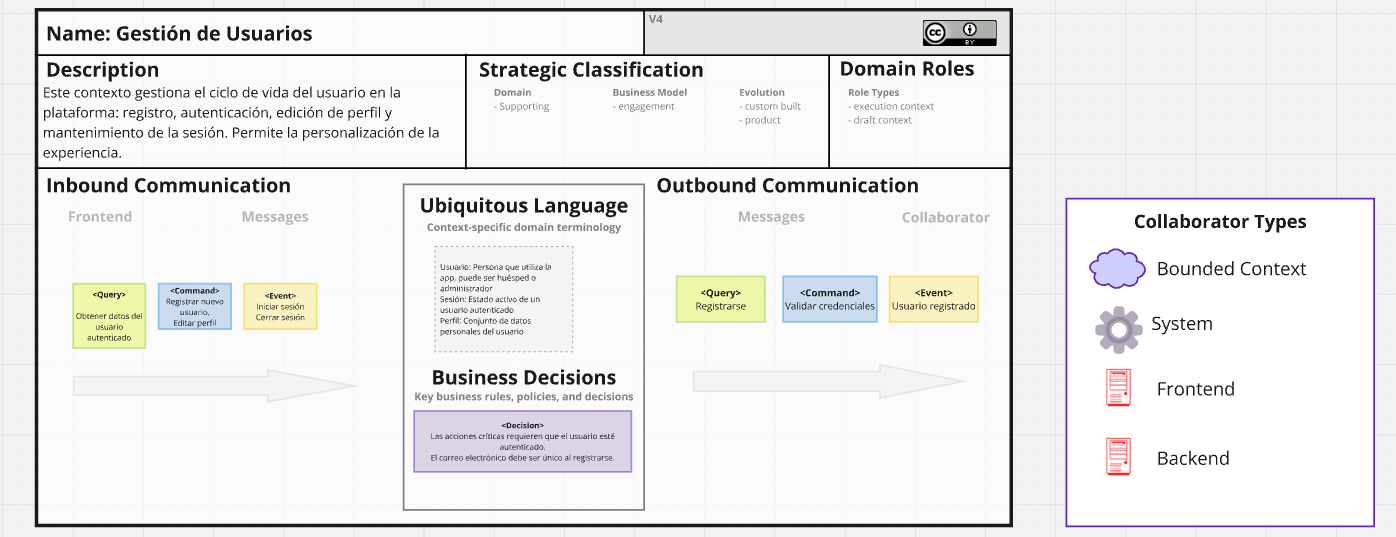 Name: Gestión de Usuarios
V4
cc
BY
Description
Este contexto gestiona el ciclo de vida del usuario en la
plataforma: registro, autenticación, edición de perfil y
mantenimiento de la sesión. Permite la personalización de la
experiencia.
Strategic Classification
Domain
- Supporting
Business Model
- engagement
Evolution
- custom built
- product
Domain Roles
Role Types
- execution context
- draft context
Inbound Communication
Frontend
Messages
<Query>
Obtener datos del
usuario
autenticado
<Command>
Registrar nuevo
usuario,
Editar perfil
<Event>
Iniciar sesión
Cerrar sesión
Ubiquitous Language
Context-specific domain terminology
Usuario: Persona que utiliza la
app, puede ser huésped o
administrador
Sesión: Estado activo de un
usuario autenticado
Perfil: Conjunto de datos
personales del usuario
Business Decisions
Key business rules, policies, and decisions
<Decision>
Las acciones críticas requieren que el usuario esté
autenticado.
El correo electrónico debe ser único al registrarse.
Outbound Communication
Messages
Collaborator
<Query>
Registrarse
<Command>
Validar credenciales
<Event>
Usuario registrado
Collaborator Types
Bounded Context
System
Frontend
Backend